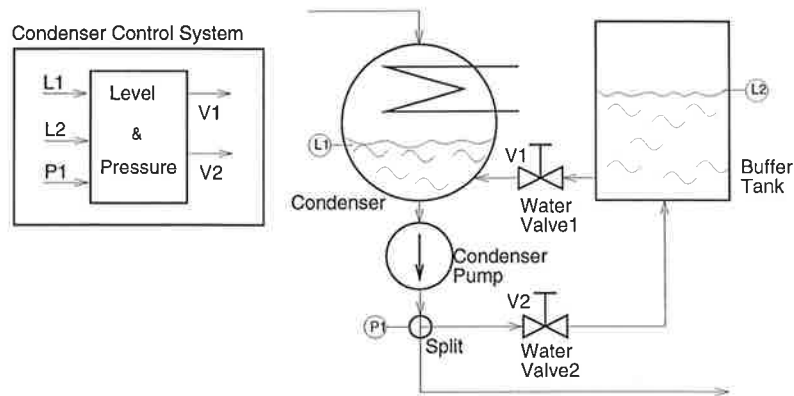 Condenser Control System
L1
L2
P1
Level
&
Pressure
V1
V2
L1
L2
V1
Water
Valve1
Buffer
Tank
Condenser
Condenser
Pump
V2
P1
Split
Water
Valve2